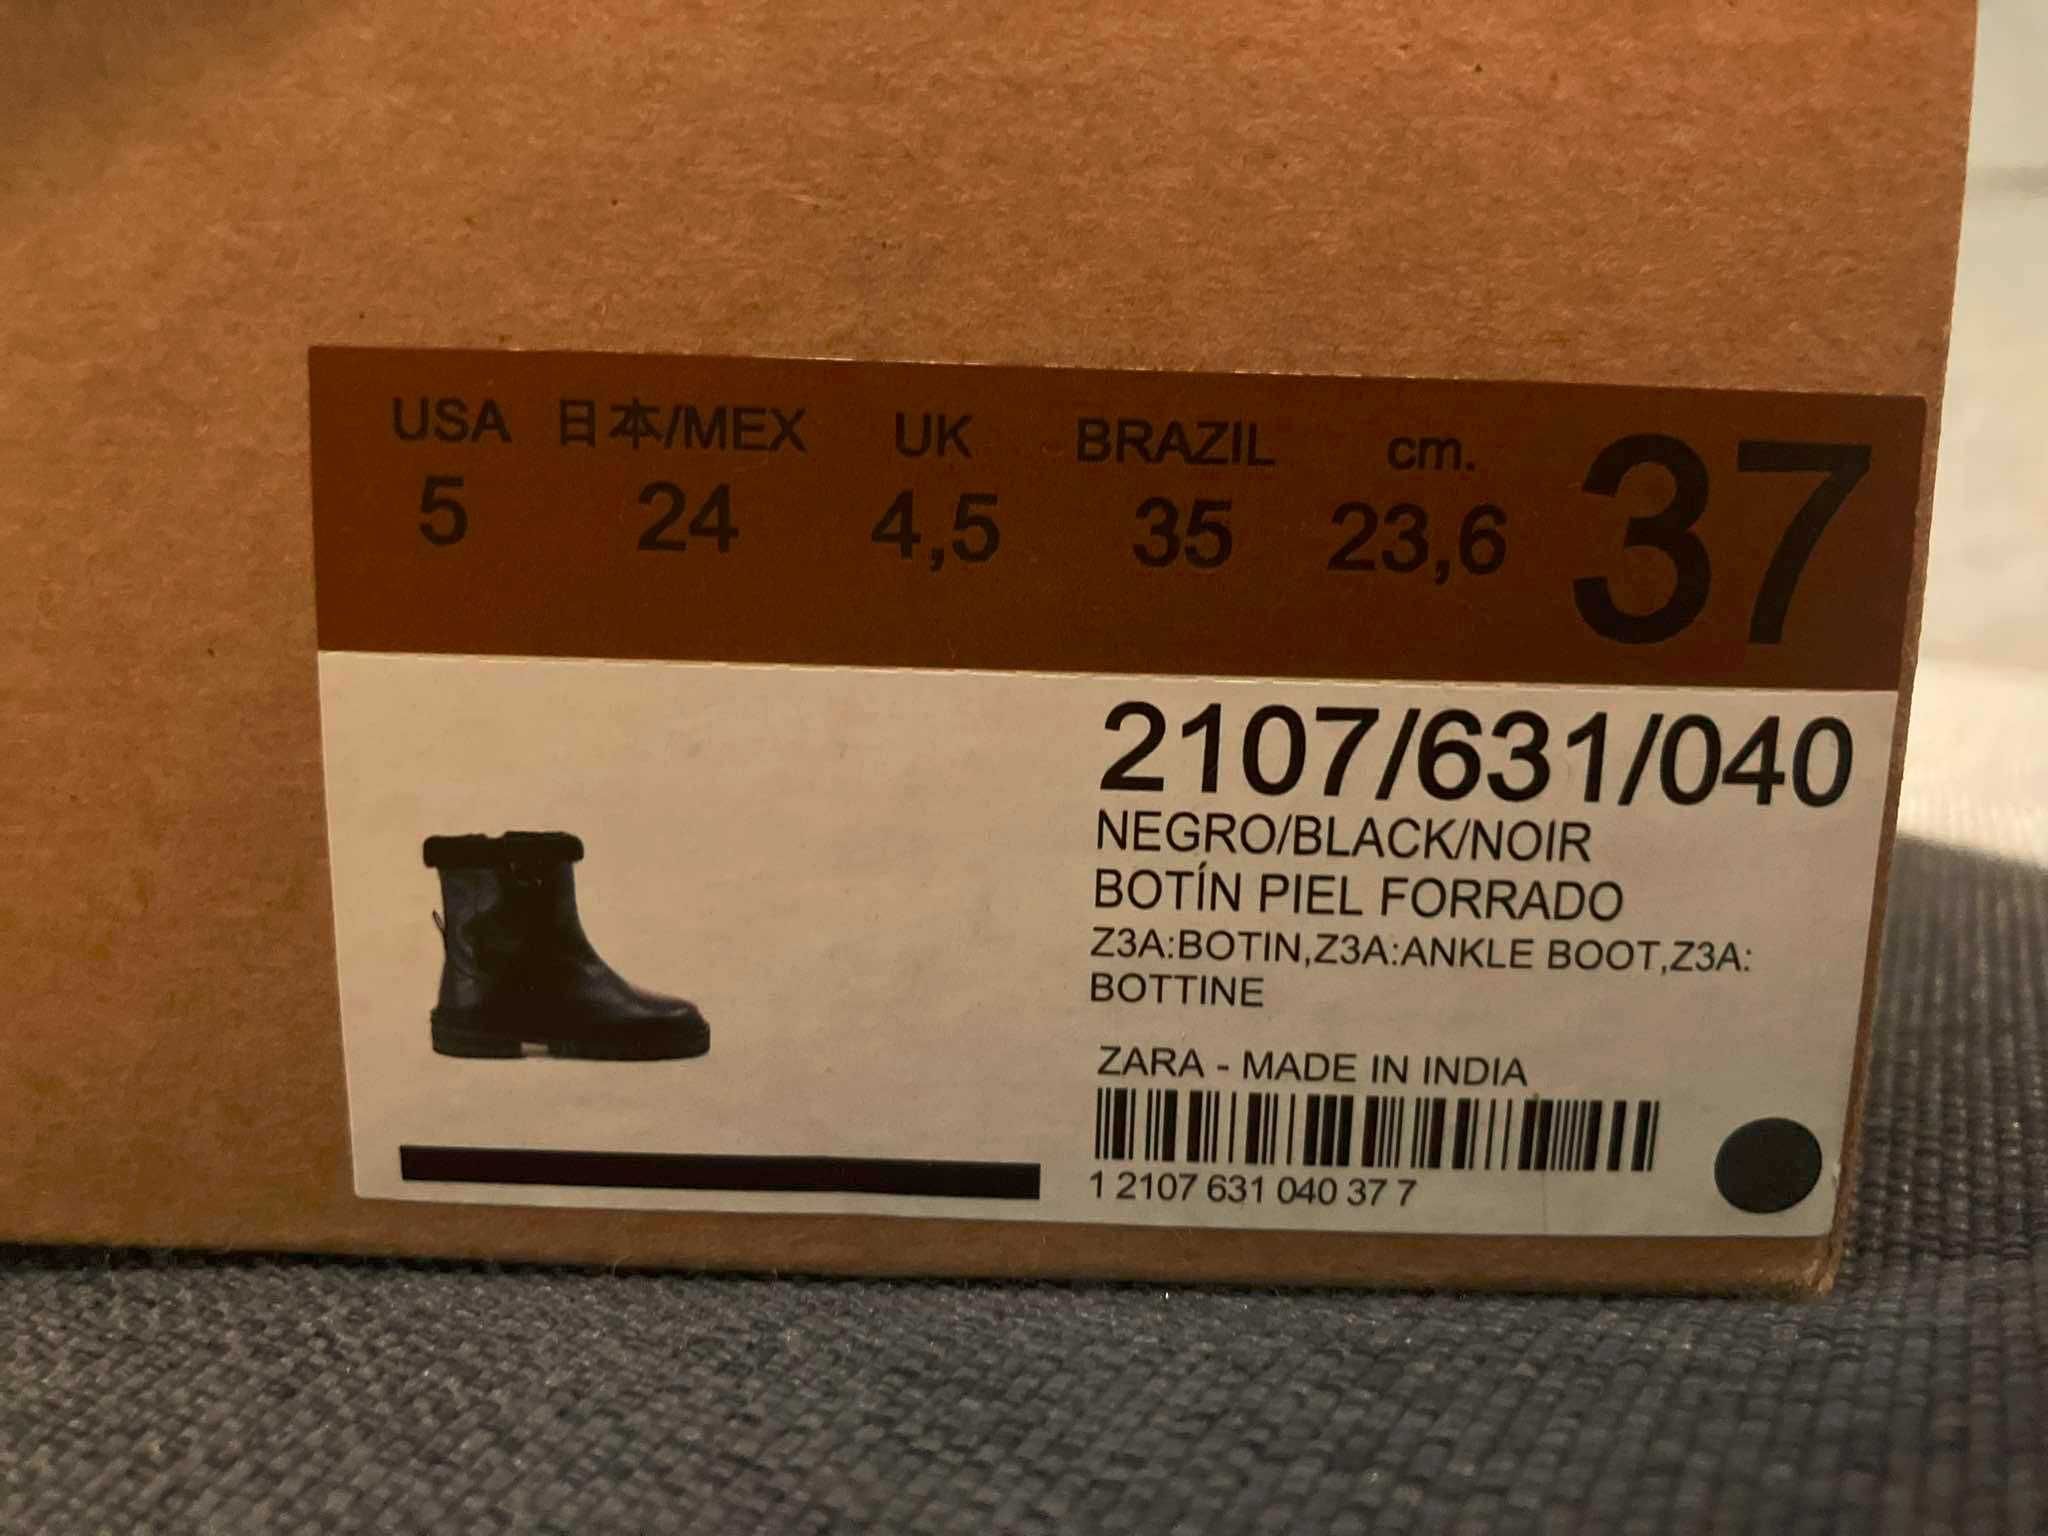 USA 日本/MEX UK BRAZIL cm. 37
5 24 4,5 35 23,6
2107/631/040
NEGRO/BLACK/NOIR
BOTÍN PIEL FORRADO
Z3A:BOTIN,Z3A:ANKLE BOOT,Z3A:
BOTTINE
ZARA - MADE IN INDIA
1 2107 631 040 37 7